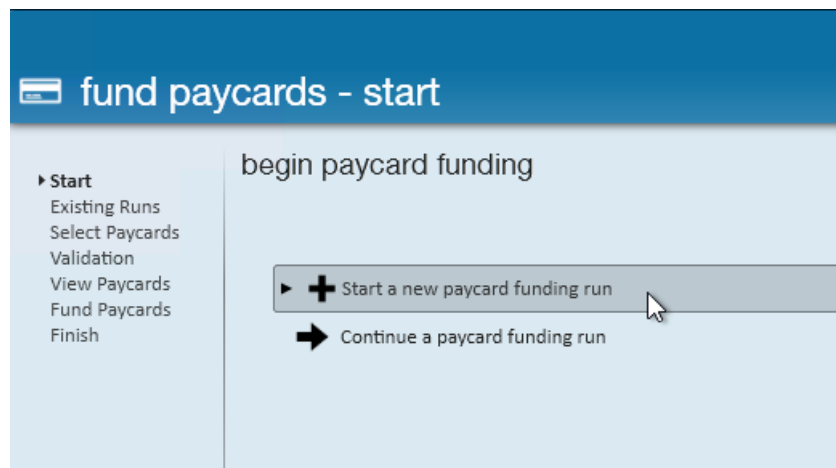 fund paycards - start
Start
Existing Runs
Select Paycards
Validation
View Paycards
Fund Paycards
Finish
begin paycard funding
Start a new paycard funding run
Continue a paycard funding run